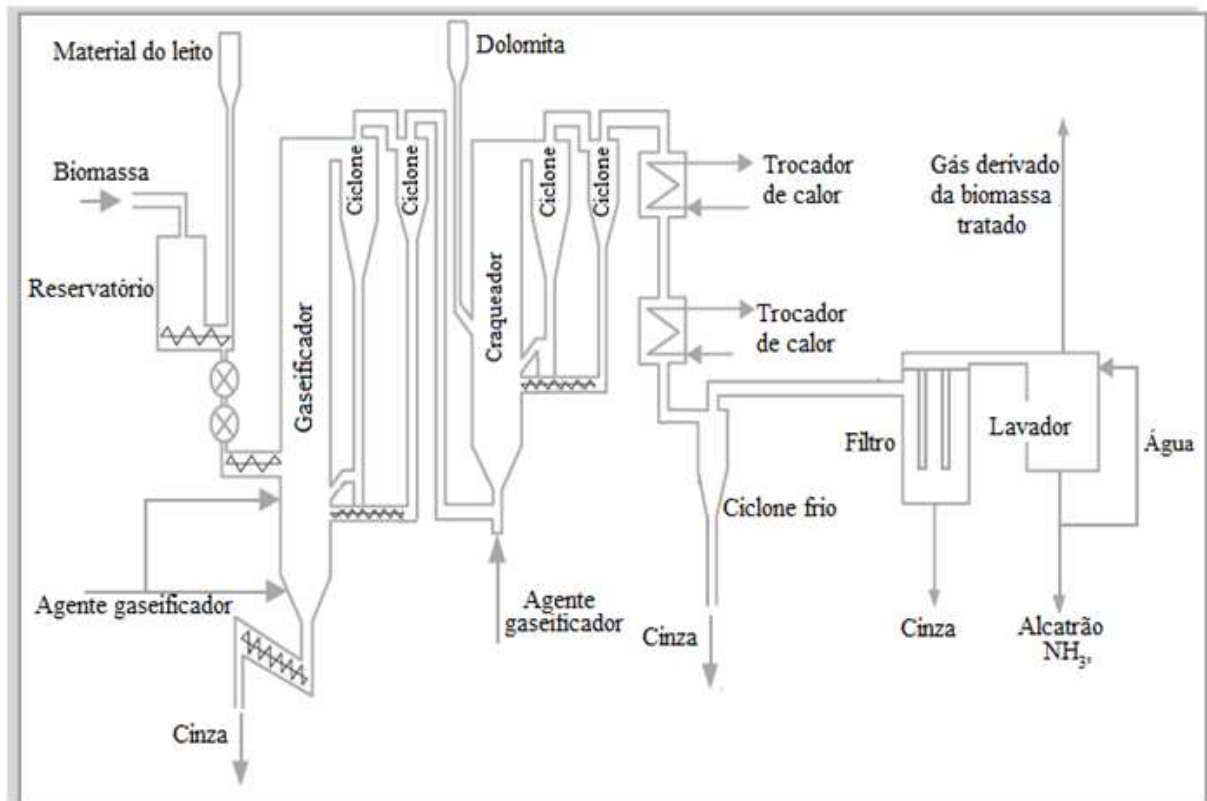 Material do leito
Dolomita
Biomassa
Reservatório
Gaseificador
Ciclone
Ciclone
Craqueador
Ciclone
Ciclone
Trocador
de calor
Trocador
de calor
Gás derivado
da biomassa
tratado
Filtro
Lavador
Água
Ciclone frio
Agente gaseificador
Agente
gaseificador
Cinza
Cinza
Cinza
Alcatrão
NH₃,